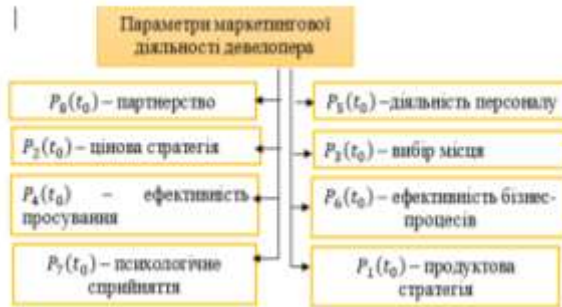 Параметри маркетингової
діяльності девелопера
P₈(t₀) – партнерство
P₅(t₀) –діяльність персоналу
P₂(t₀) – цінова стратегія
P₃(t₀) – вибір місця
P₄(t₀) – ефективність
просування
P₆(t₀) – ефективність бізнес-
процесів
P₇(t₀) – психологічне
сприйняття
P₁(t₀) – продуктова
стратегія